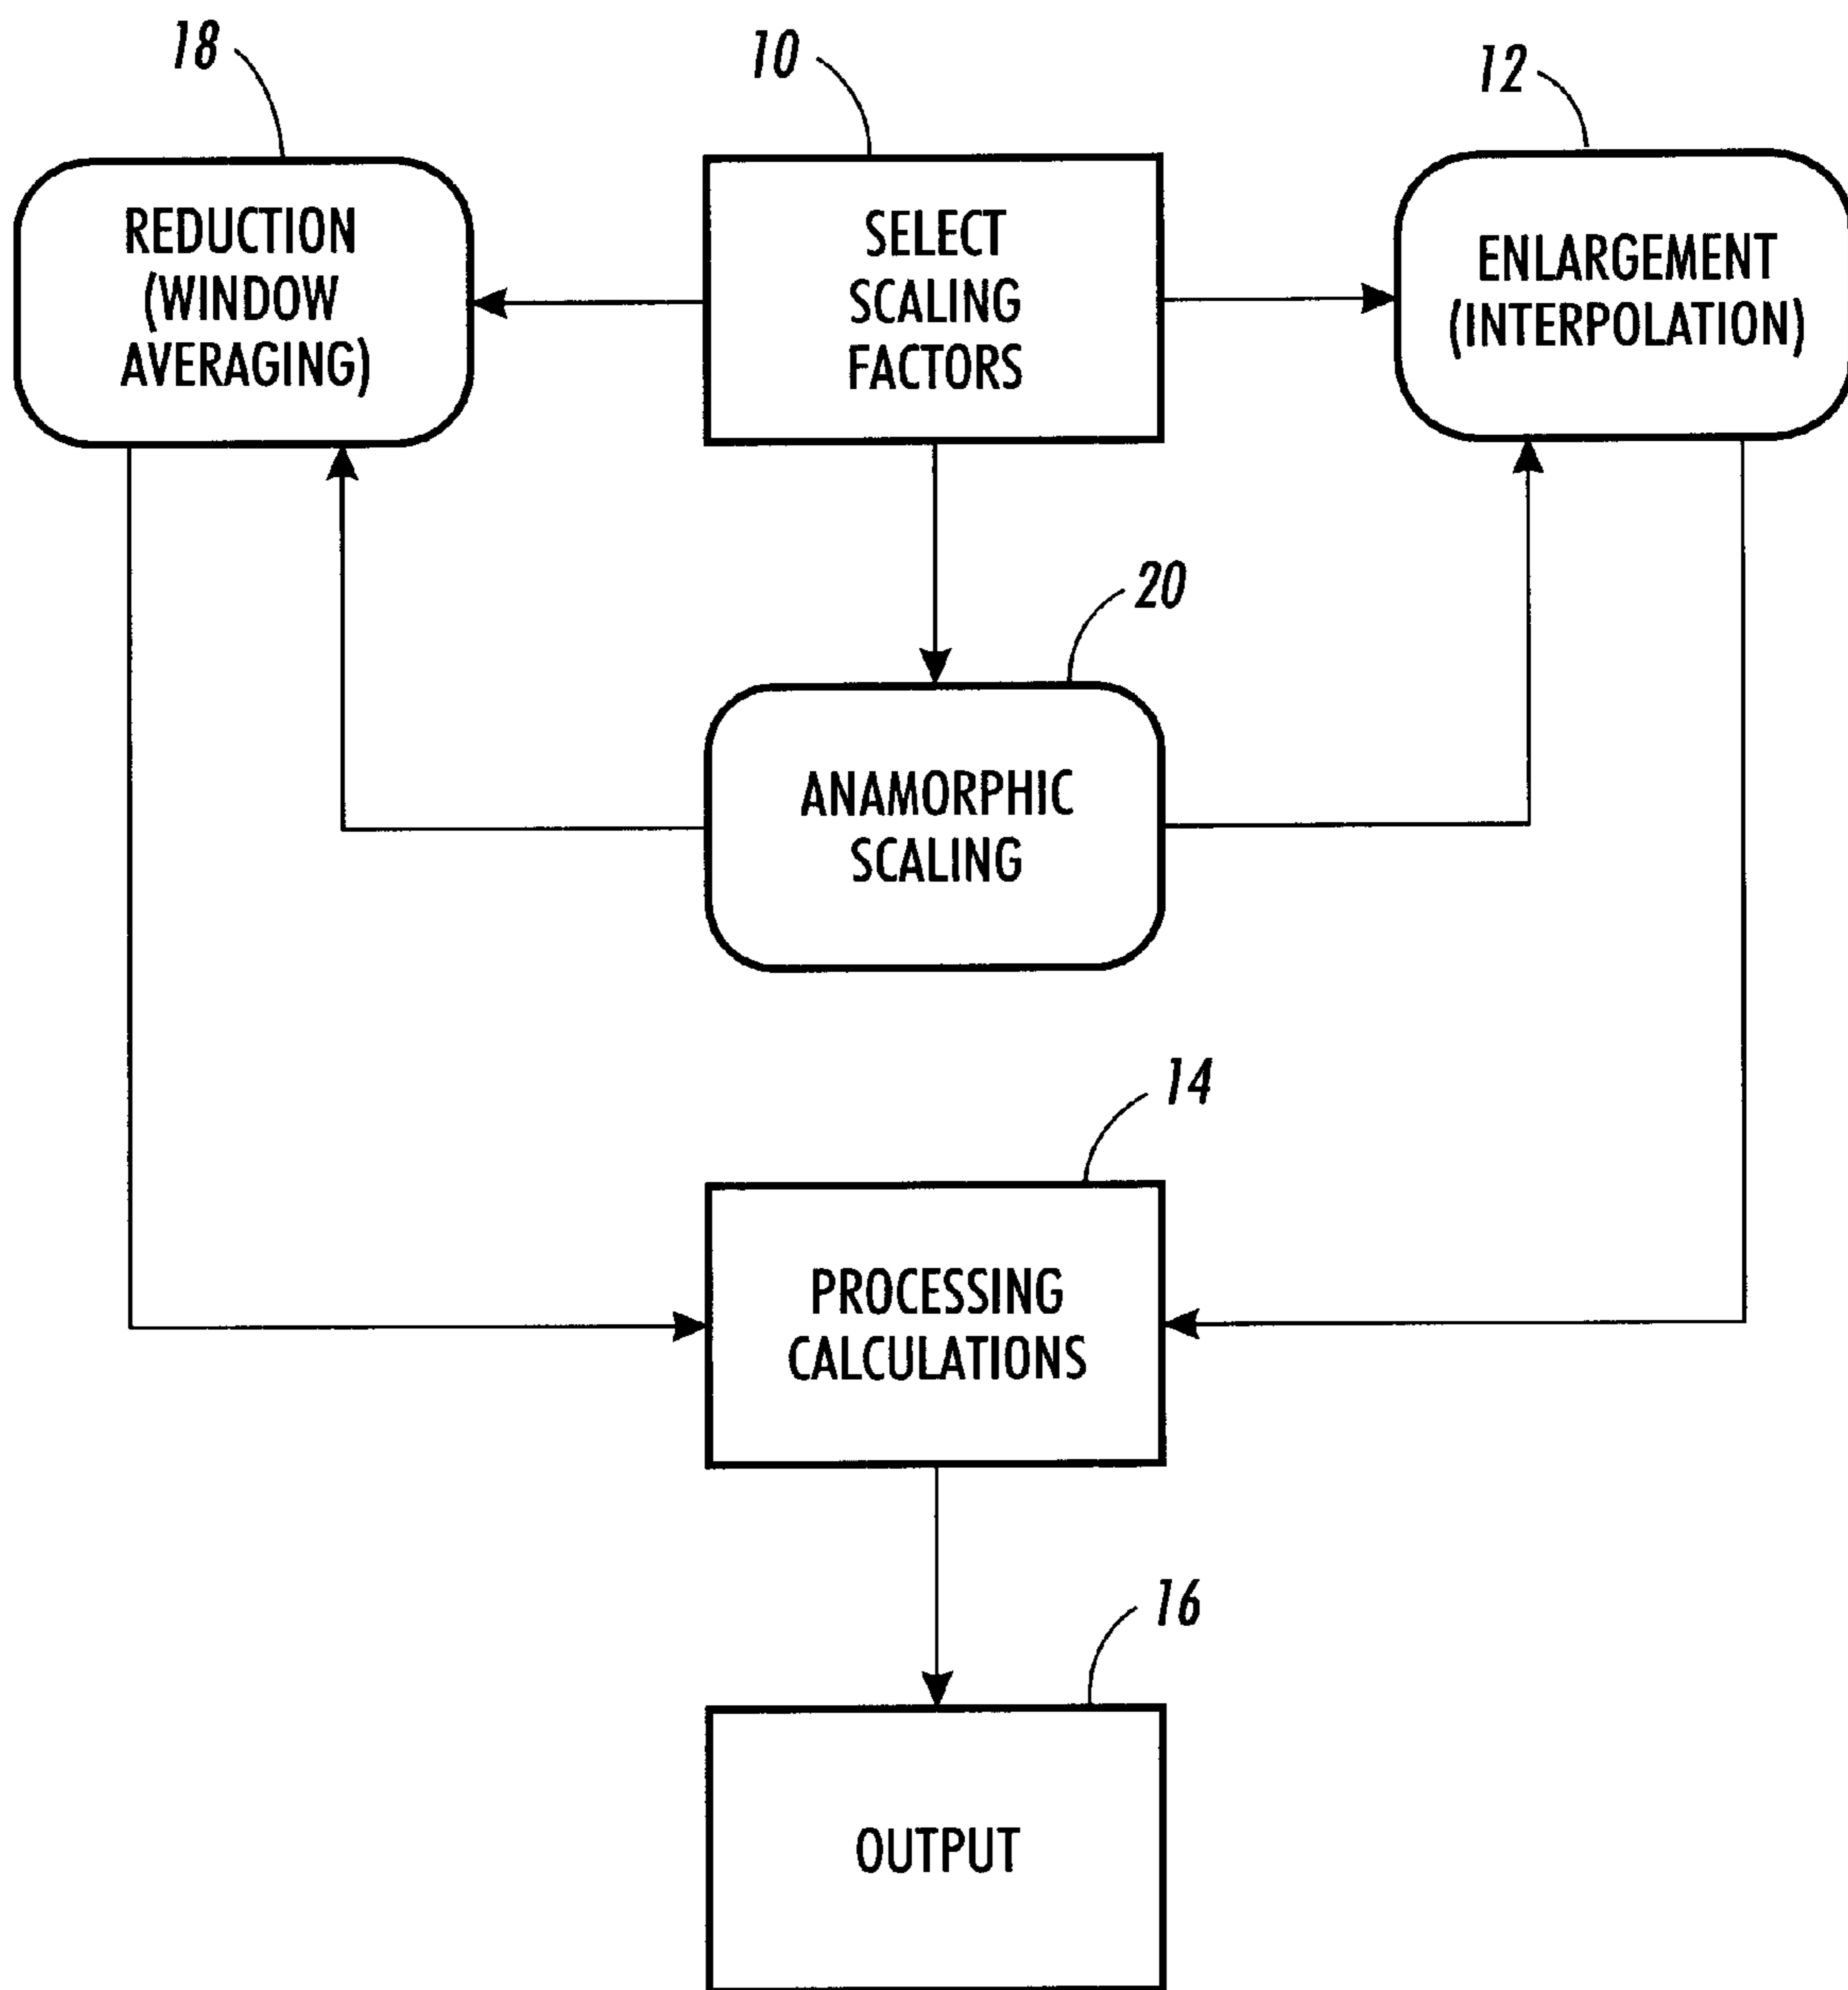 18
10
12
REDUCTION
(WINDOW
AVERAGING)
SELECT
SCALING
FACTORS
ENLARGEMENT
(INTERPOLATION)
20
ANAMORPHIC
SCALING
14
PROCESSING
CALCULATIONS
16
OUTPUT